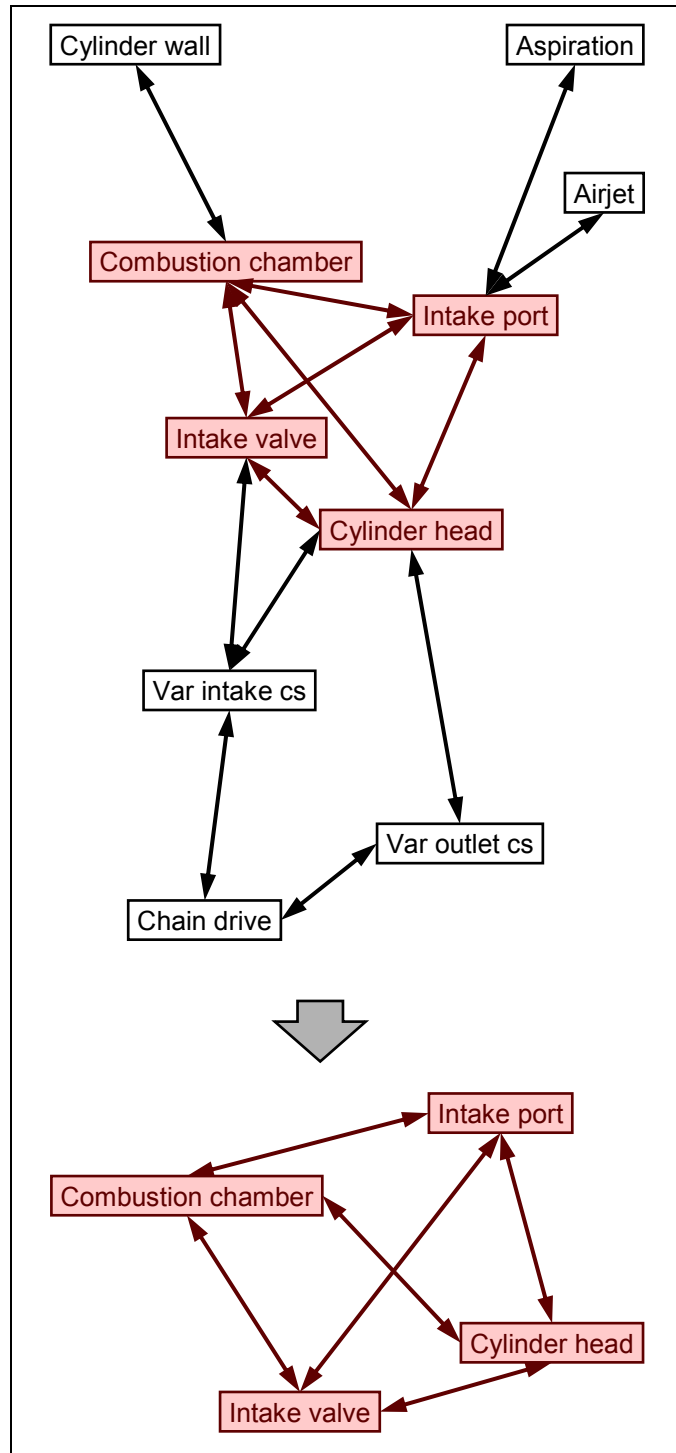 Cylinder wall
Aspiration
Airjet
Combustion chamber
Intake port
Intake valve
Cylinder head
Var intake cs
Var outlet cs
Chain drive
Intake port
Combustion chamber
Cylinder head
Intake valve